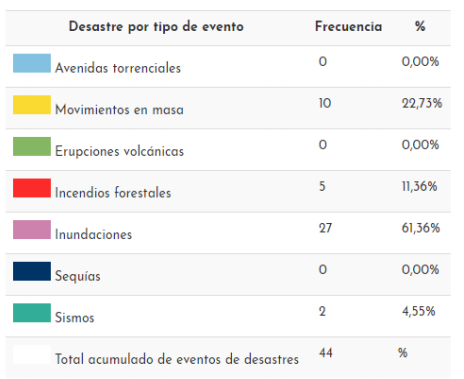 Desastre por tipo de evento Frecuencia %
Avenidas torrenciales 0 0,00%
Movimientos en masa 10 22,73%
Erupciones volcánicas 0 0,00%
Incendios forestales 5 11,36%
Inundaciones 27 61,36%
Sequías 0 0,00%
Sismos 2 4,55%
Total acumulado de eventos de desastres 44 %